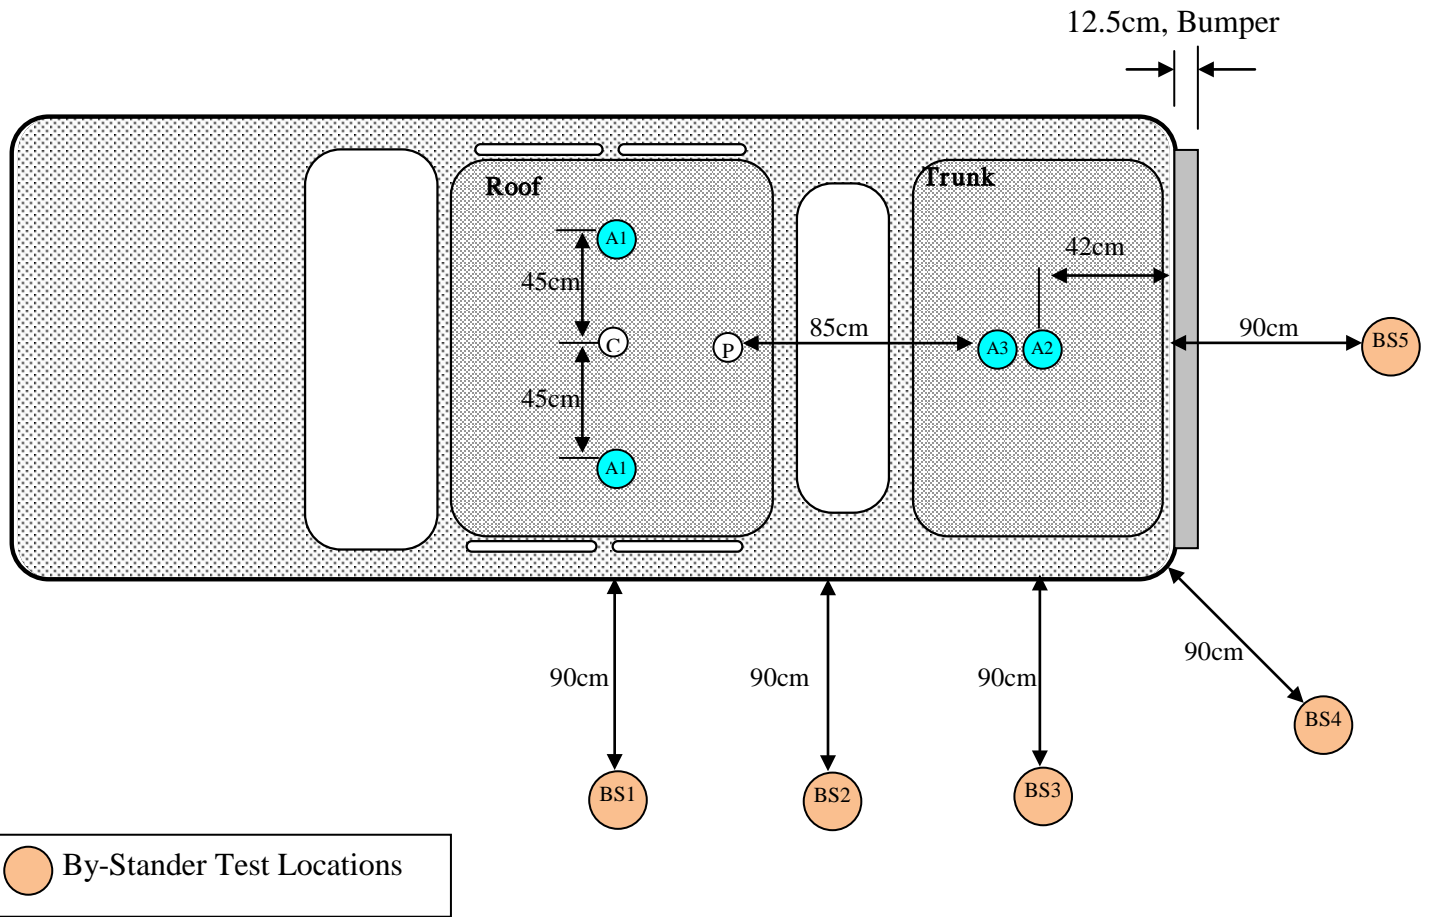 12.5cm, Bumper
Roof
Trunk
A1
42cm
45cm
85cm
90cm
C
P
A3
A2
BS5
45cm
A1
90cm
90cm
90cm
90cm
BS4
BS1
BS2
BS3
By-Stander Test Locations